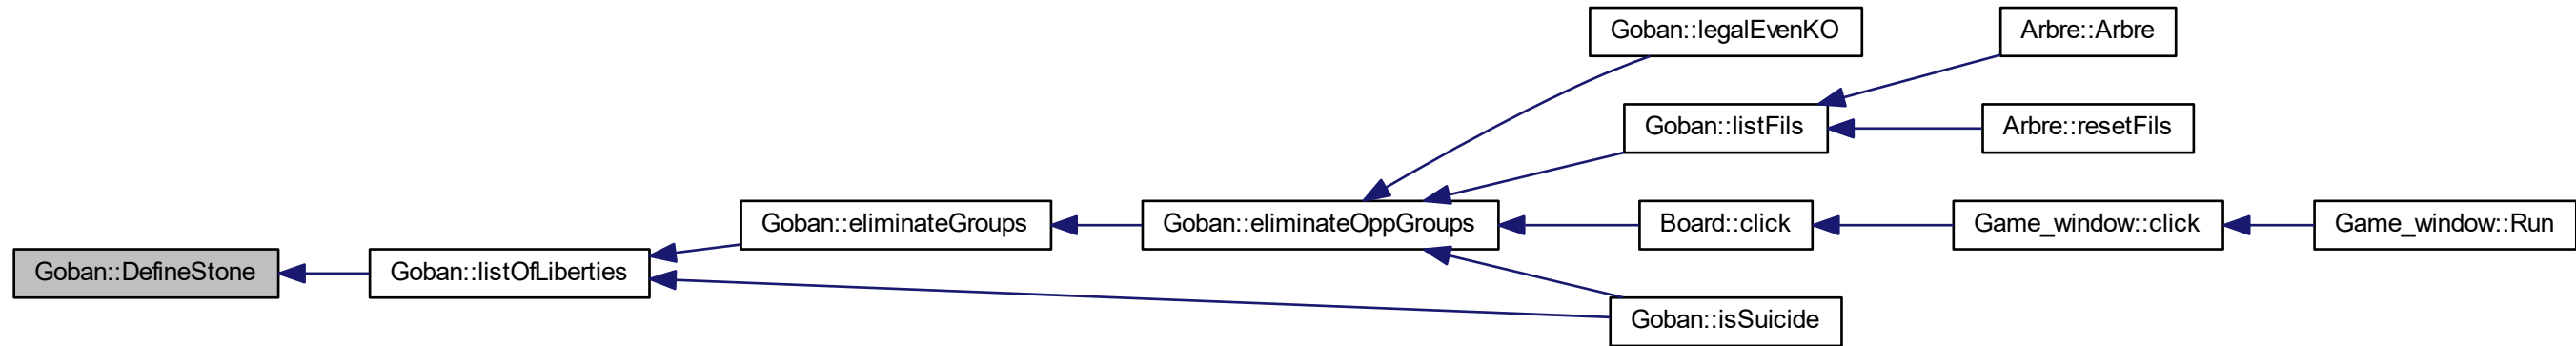 Goban::legalEvenKO
Arbre::Arbre
Goban::listFils
Arbre::resetFils
Goban::eliminateGroups
Goban::eliminateOppGroups
Board::click
Game_window::click
Game_window::Run
Goban::DefineStone
Goban::listOfLiberties
Goban::isSuicide